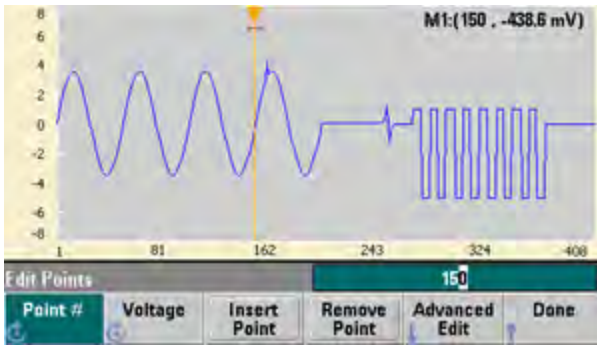 M1:(150 , -438.6 mV)
8
6
4
2
0
-2
-4
-6
-8
1 81 162 243 324 408
Edit Points 150
Point # Voltage Insert Point Remove Point Advanced Edit Done